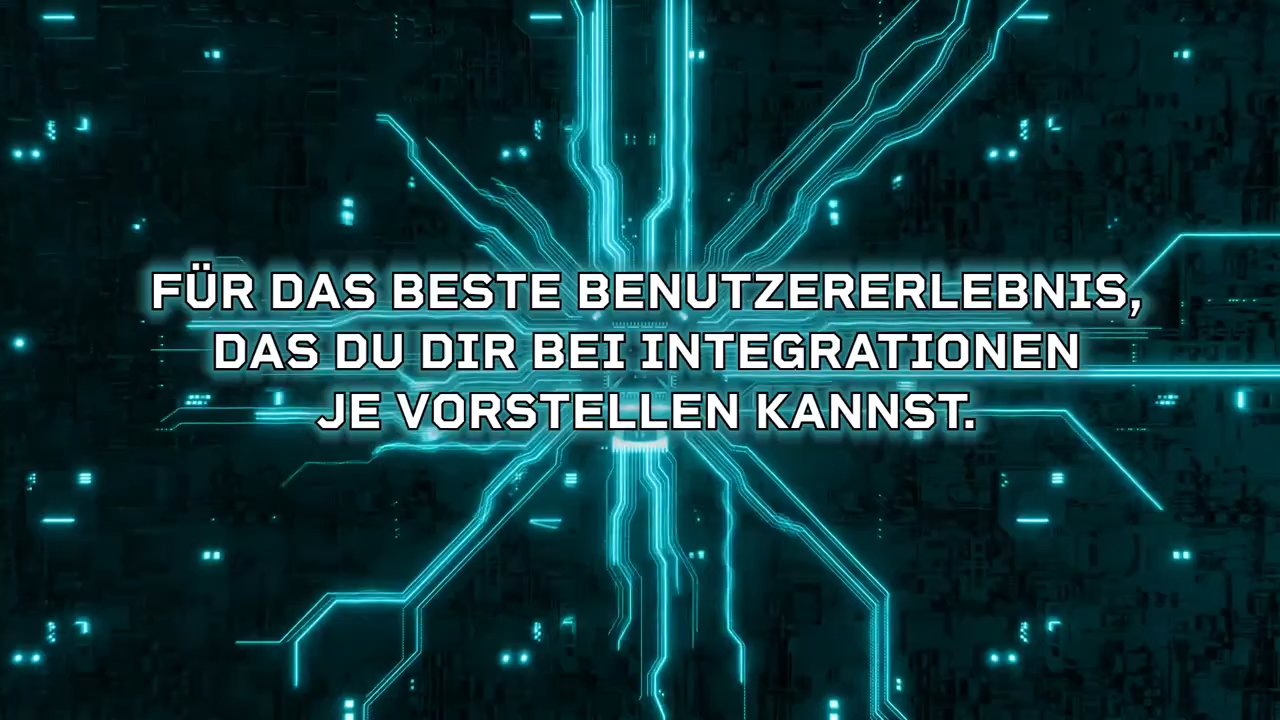 FÜR DAS BESTE BENUTZERERLEBNIS,
DAS DU DIR BEI INTEGRATIONEN
JE VORSTELLEN KANNST.